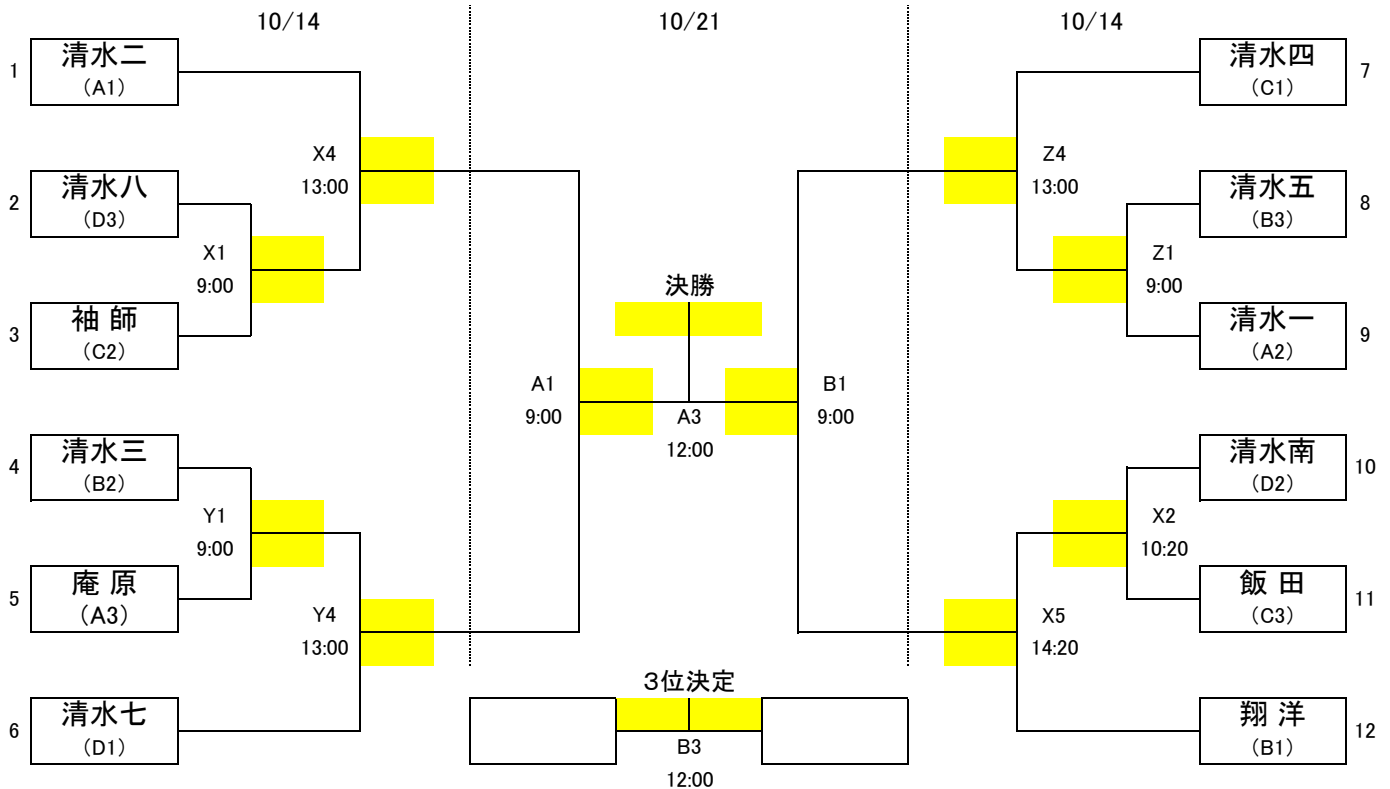 10/14
10/21
10/14
1
清水二
(A1)
2
清水八
(D3)
3
袖 師
(C2)
4
清水三
(B2)
5
庵 原
(A3)
6
清水七
(D1)
X4
13:00
X1
9:00
Y1
9:00
Y4
13:00
決勝
A1
9:00
A3
12:00
B1
9:00
3位決定
B3
12:00
Z4
13:00
Z1
9:00
X2
10:20
X5
14:20
清水四
(C1)
7
清水五
(B3)
8
清水一
(A2)
9
清水南
(D2)
10
飯 田
(C3)
11
翔 洋
(B1)
12